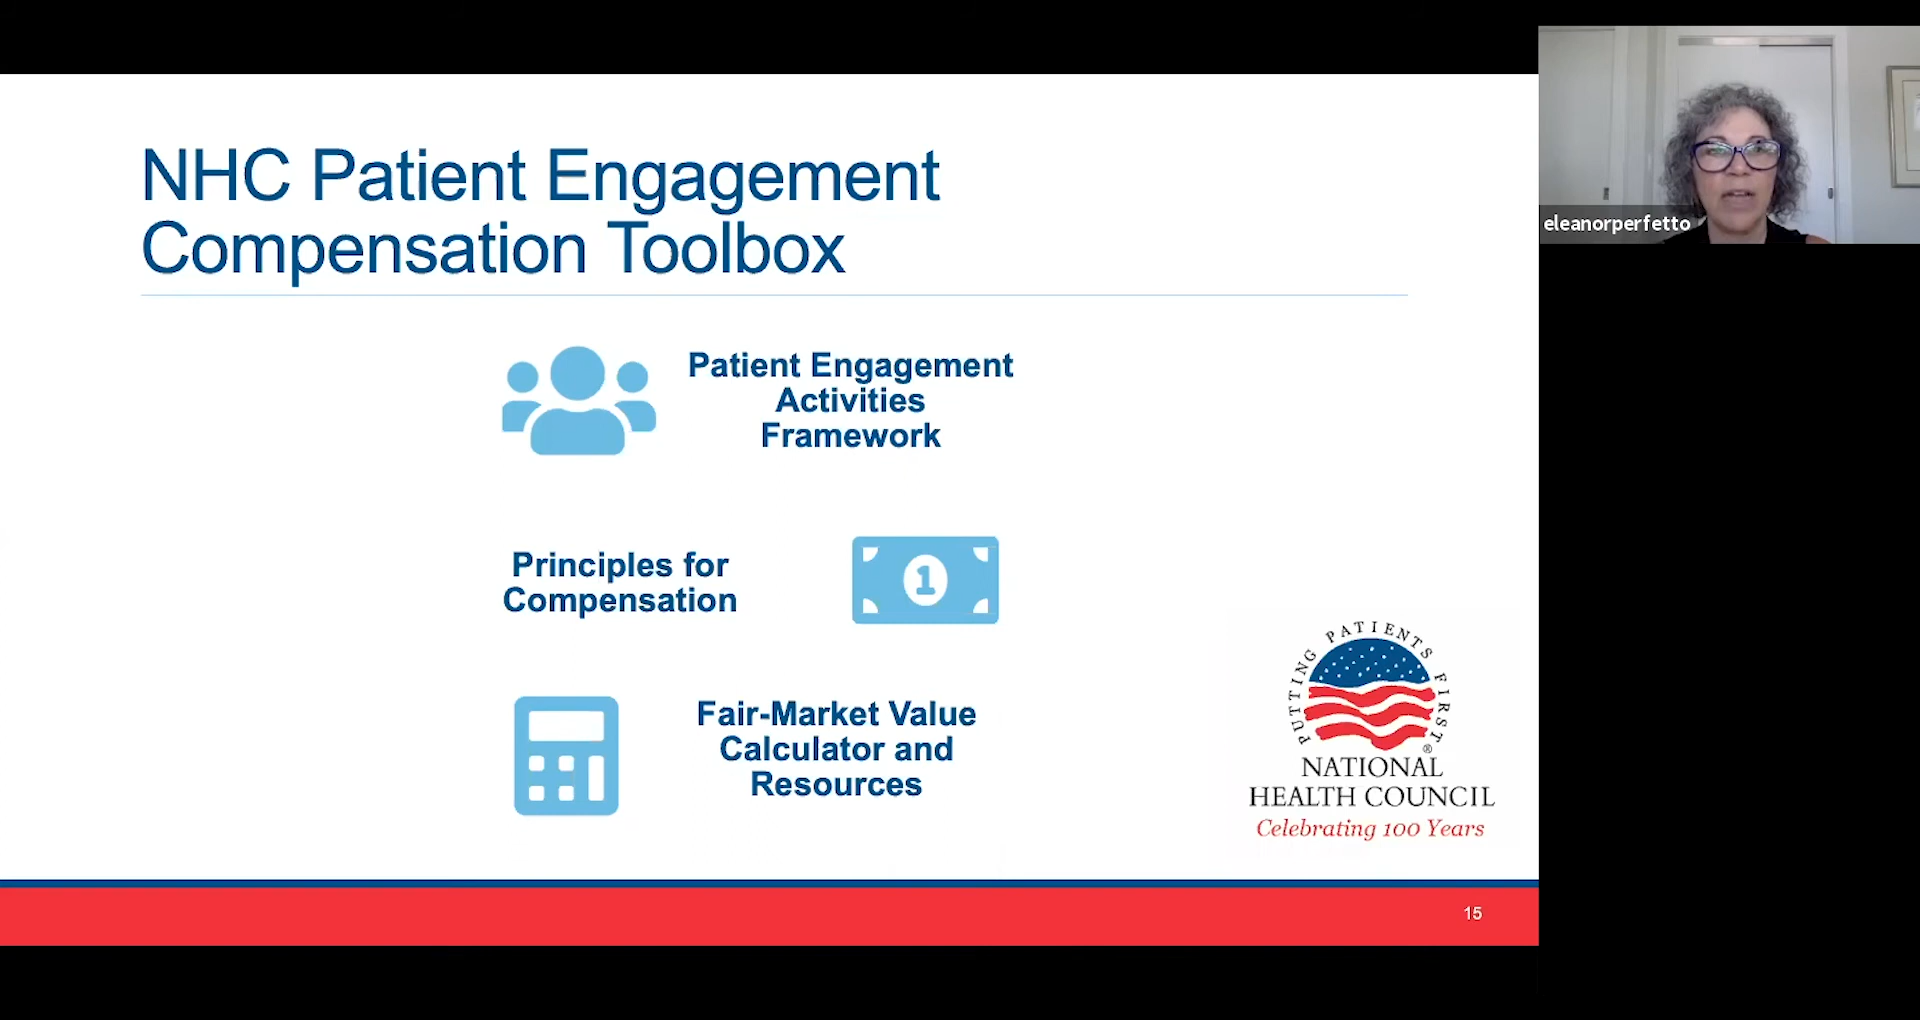 NHC Patient Engagement
Compensation Toolbox
eleanorperfetto
Patient Engagement
Activities
Framework
Principles for
Compensation
1
Fair-Market Value
Calculator and
Resources
PUTTING PATIENTS FIRST
®
NATIONAL
HEALTH COUNCIL
Celebrating 100 Years
15